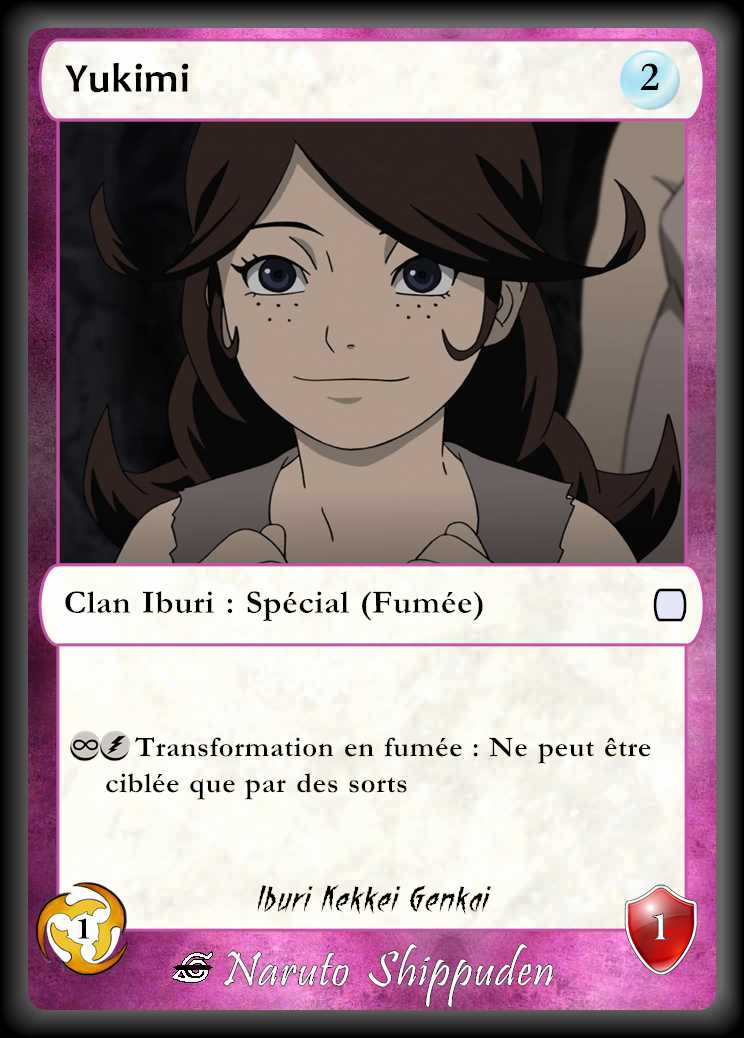 Yukimi 2
Clan Iburi : Spécial (Fumée)
Transformation en fumée : Ne peut être
ciblée que par des sorts
Iburi Kekkei Genkai
1 1
Naruto Shippuden